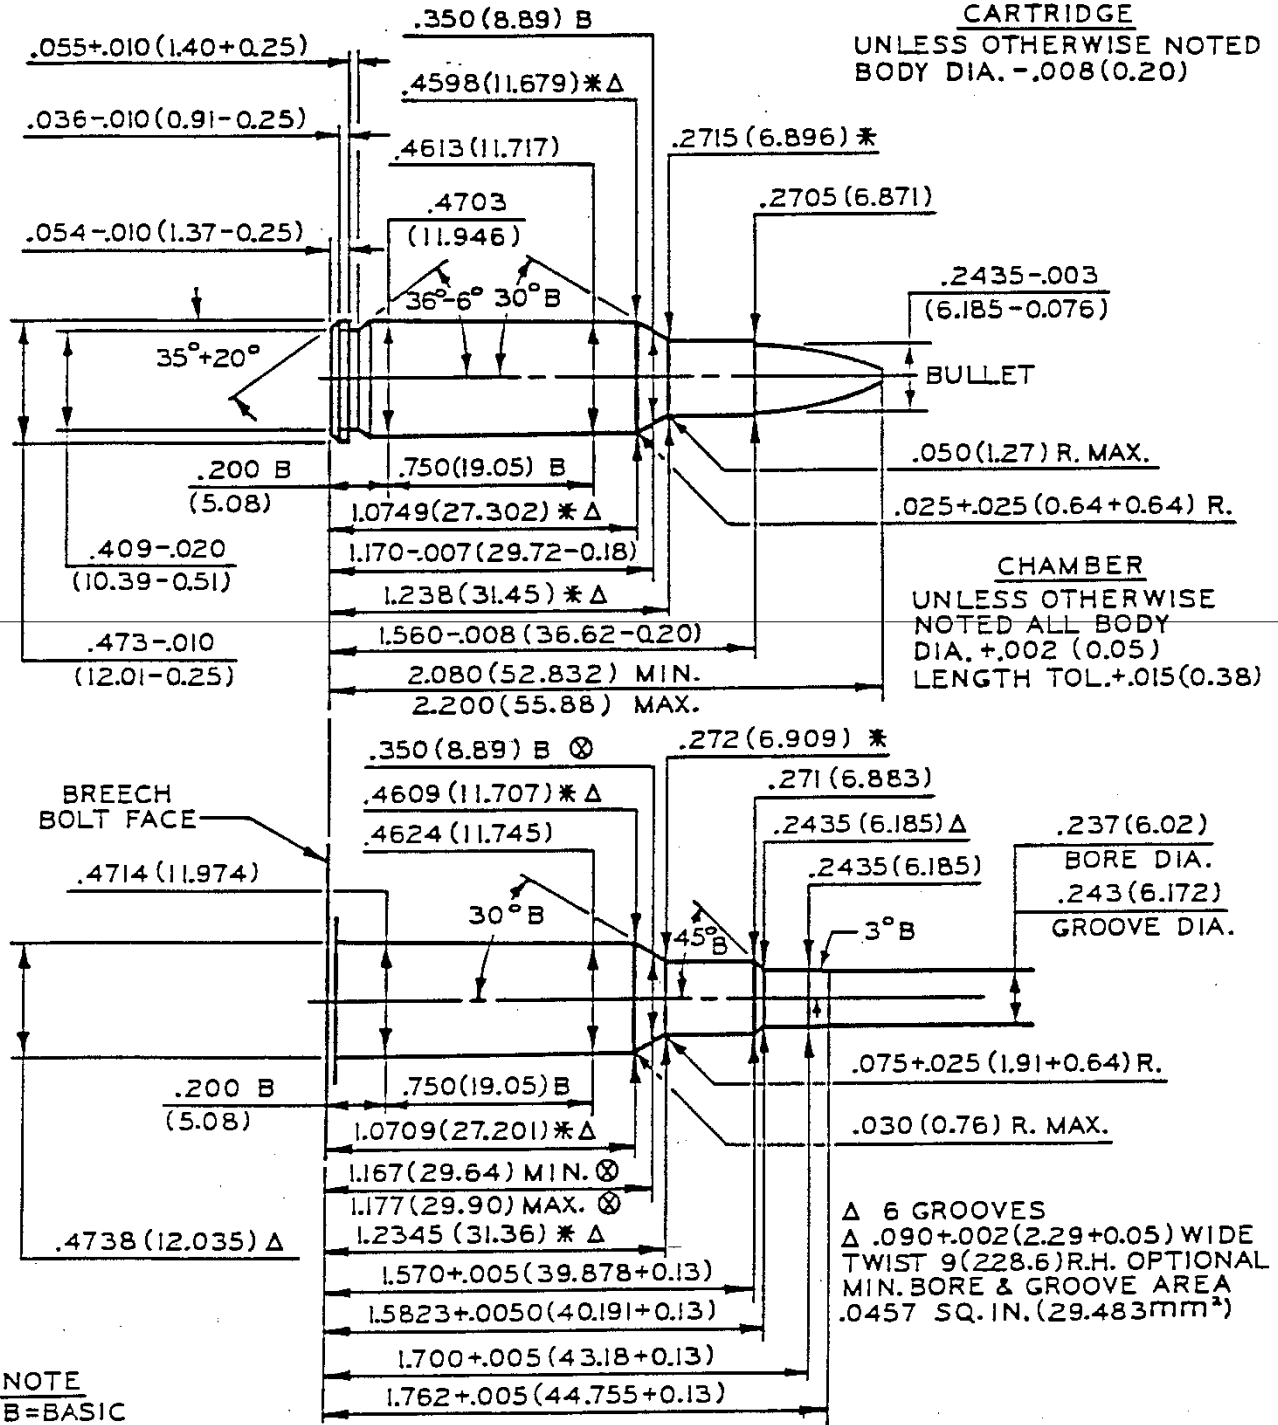 .350(8.89) B
CARTRIDGE
UNLESS OTHERWISE NOTED
BODY DIA. -.008(0.20)
.055+.010(1.40+0.25)
.4598(11.679)* Δ
.036-.010(0.91-0.25)
.2715(6.896) *
.4613(11.717)
.2705(6.871)
.4703
(11.946)
.054-.010(1.37-0.25)
.2435-.003
(6.185-0.076)
36°-6° 30°B
35°+20°
BULLET
.050(1.27) R. MAX.
.200 B
(5.08)
.750(19.05) B
.025+.025(0.64+0.64) R.
1.0749(27.302) * Δ
.409-.020
(10.39-0.51)
1.170-.007(29.72-0.18)
1.238(31.45) * Δ
CHAMBER
UNLESS OTHERWISE
NOTED ALL BODY
DIA. +.002 (0.05)
LENGTH TOL.+.015(0.38)
1.560-.008(36.62-0.20)
.473-.010
(12.01-0.25)
2.080(52.832) MIN.
2.200(55.88) MAX.
.350(8.89) B ⊗
.272(6.909) *
BREECH
BOLT FACE
.4609(11.707)* Δ
.271(6.883)
.4624(11.745)
.2435(6.185)Δ
.237(6.02)
BORE DIA.
.4714(11.974)
.2435(6.185)
.243(6.172)
GROOVE DIA.
30°B
45°B
3°B
.200 B
(5.08)
.750(19.05)B
.075+.025(1.91+0.64)R.
1.0709(27.201)*Δ
.030(0.76) R. MAX.
1.167(29.64) MIN.⊗
1.177(29.90) MAX. ⊗
.4738(12.035) Δ
1.2345(31.36) * Δ
Δ 6 GROOVES
Δ .090+.002(2.29+0.05) WIDE
TWIST 9(228.6)R.H. OPTIONAL
MIN. BORE & GROOVE AREA
.0457 SQ. IN.(29.483mm²)
1.570+.005(39.878+0.13)
1.5823+.0050(40.191+0.13)
1.700+.005(43.18+0.13)
1.762+.005(44.755+0.13)
NOTE
B=BASIC